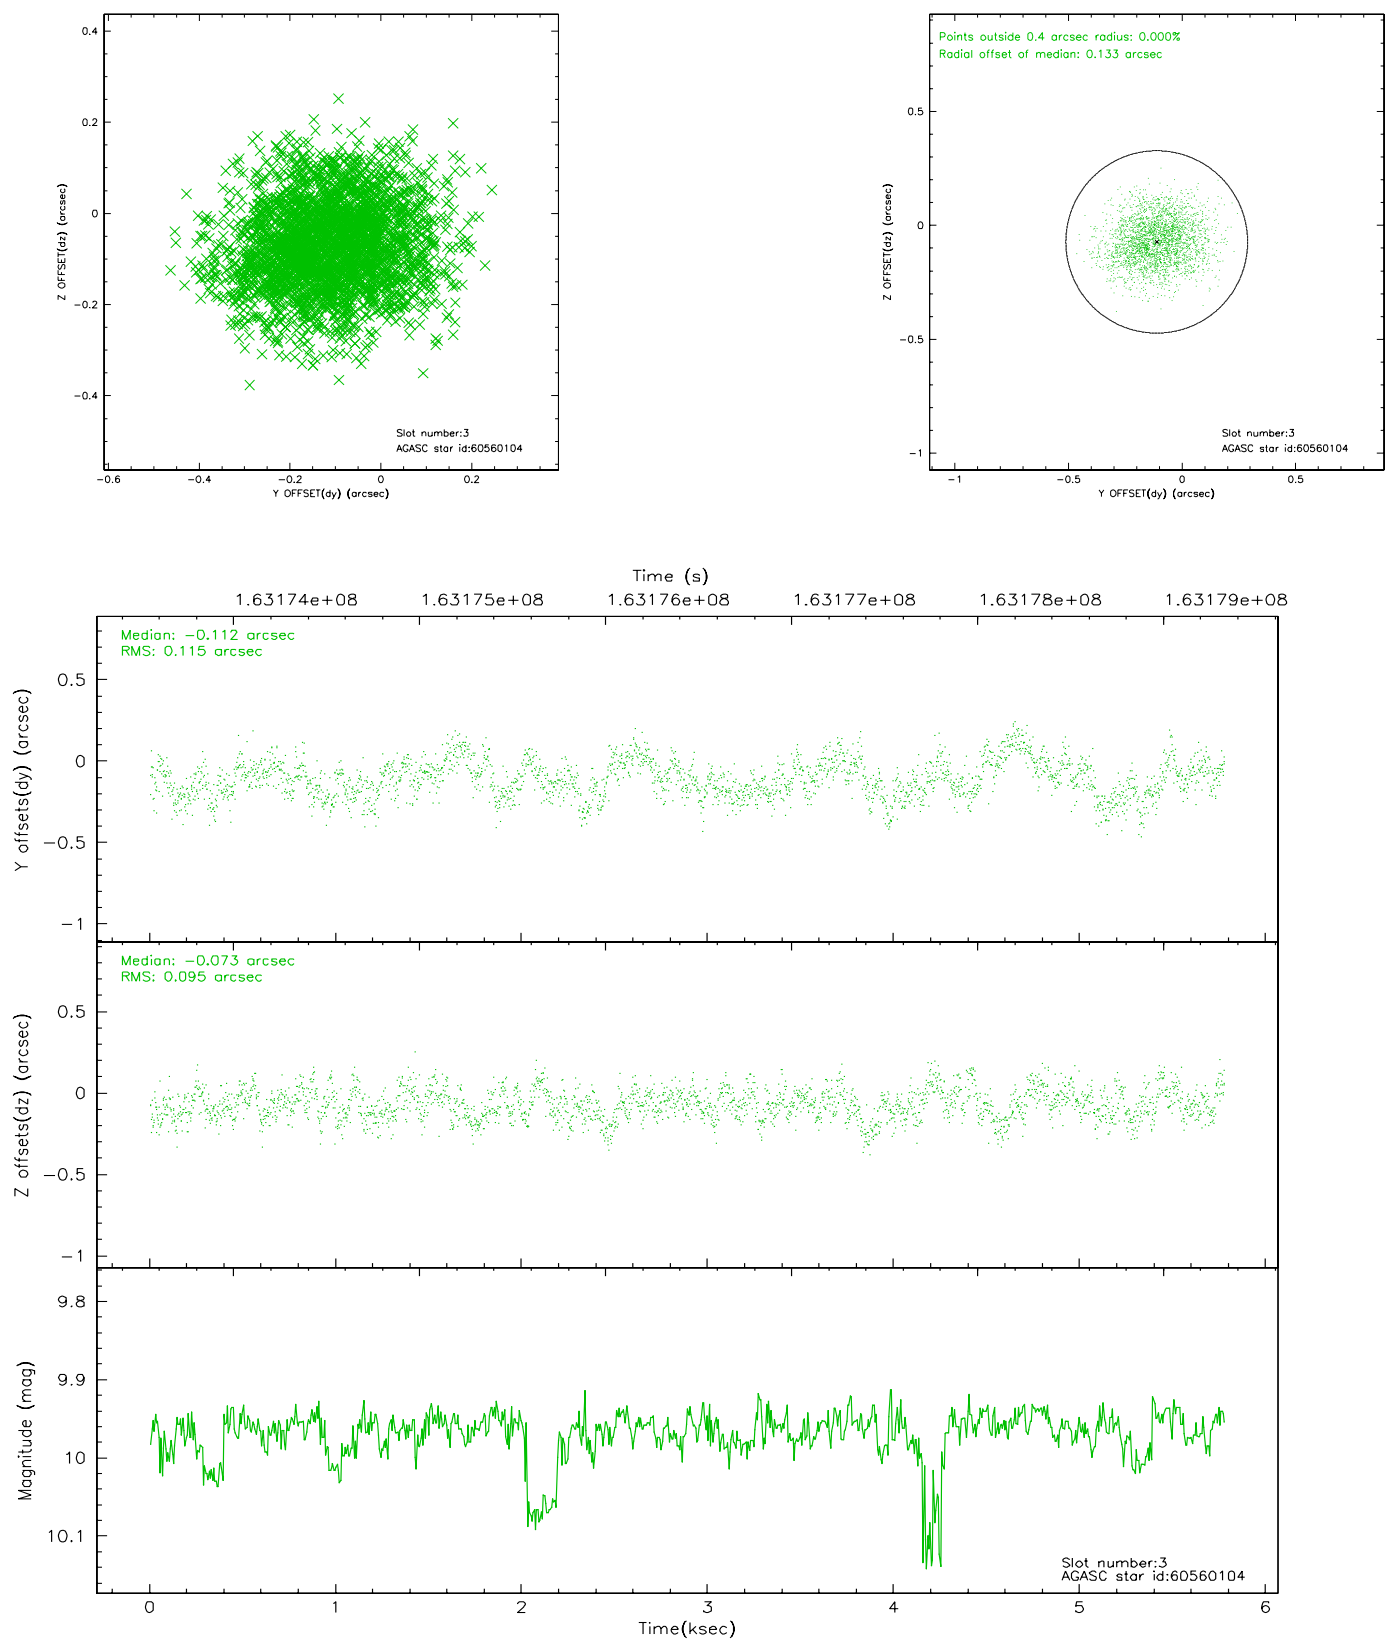 0.4
0.2
0
−0.2
−0.4
Z OFFSET(dz) (arcsec)
Slot number:3
AGASC star id:60560104
−0.6
−0.4
−0.2
0
0.2
Y OFFSET(dy) (arcsec)
Points outside 0.4 arcsec radius: 0.000%
Radial offset of median: 0.133 arcsec
0.5
0
−0.5
−1
Z OFFSET(dz) (arcsec)
Slot number:3
AGASC star id:60560104
−1
−0.5
0
0.5
Y OFFSET(dy) (arcsec)
Time (s)
1.63174e+08
1.63175e+08
1.63176e+08
1.63177e+08
1.63178e+08
1.63179e+08
Median: −0.112 arcsec
RMS: 0.115 arcsec
0.5
0
−0.5
−1
Y offsets(dy) (arcsec)
Median: −0.073 arcsec
RMS: 0.095 arcsec
0.5
0
−0.5
−1
Z offsets(dz) (arcsec)
9.8
9.9
10
10.1
Magnitude (mag)
Slot number:3
AGASC star id:60560104
0
1
2
3
4
5
6
Time(ksec)